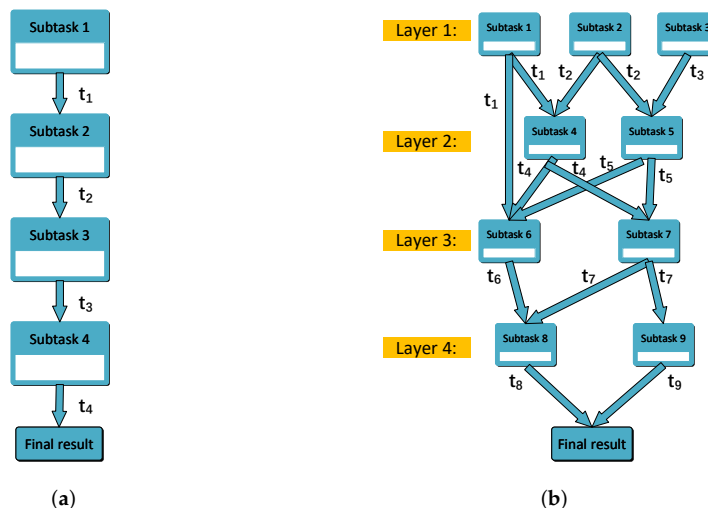 Subtask 1
t1
Subtask 2
t2
Subtask 3
t3
Subtask 4
t4
Final result
(a)
Layer 1:
Subtask 1
Subtask 2
Subtask 3
t1
t1
t2
t2
t3
Layer 2:
Subtask 4
Subtask 5
t4
t4
t5
t5
Layer 3:
Subtask 6
Subtask 7
t6
t7
t7
Layer 4:
Subtask 8
Subtask 9
t8
t9
Final result
(b)